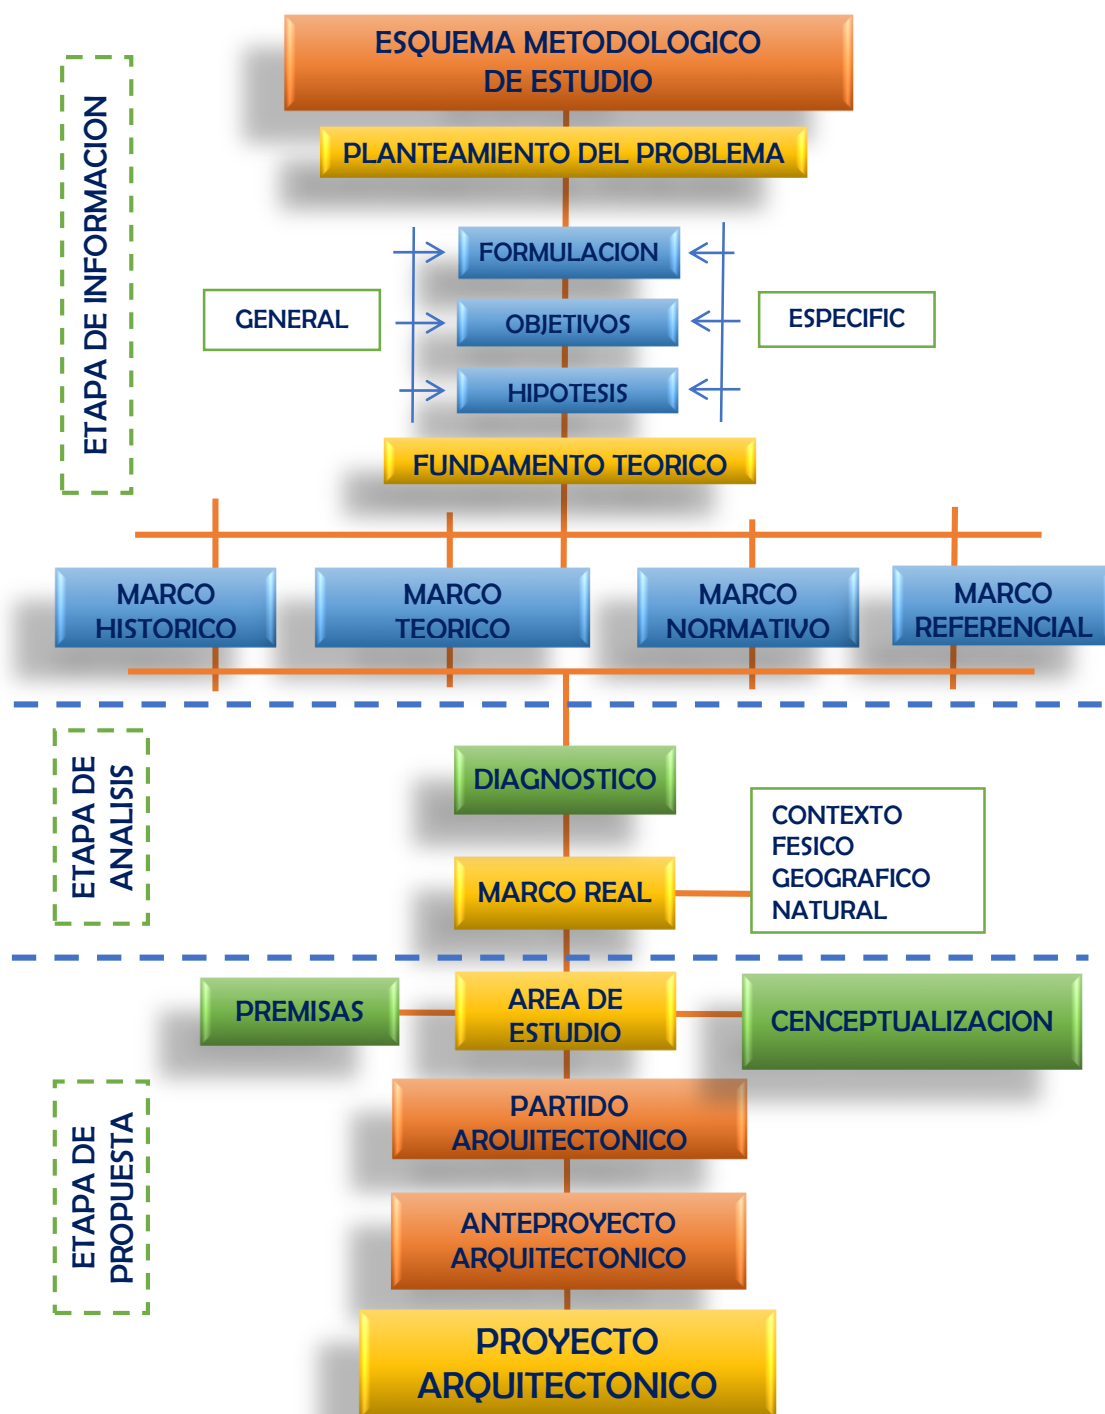 ESQUEMA METODOLOGICO
DE ESTUDIO
ETAPA DE INFORMACION
PLANTEAMIENTO DEL PROBLEMA
FORMULACION
GENERAL
OBJETIVOS
ESPECIFIC
HIPOTESIS
FUNDAMENTO TEORICO
MARCO
HISTORICO
MARCO
TEORICO
MARCO
NORMATIVO
MARCO
REFERENCIAL
ETAPA DE
ANALISIS
DIAGNOSTICO
MARCO REAL
CONTEXTO
FESICO
GEOGRAFICO
NATURAL
PREMISAS
AREA DE
ESTUDIO
CENCEPTUALIZACION
ETAPA DE
PROPUESTA
PARTIDO
ARQUITECTONICO
ANTEPROYECTO
ARQUITECTONICO
PROYECTO
ARQUITECTONICO